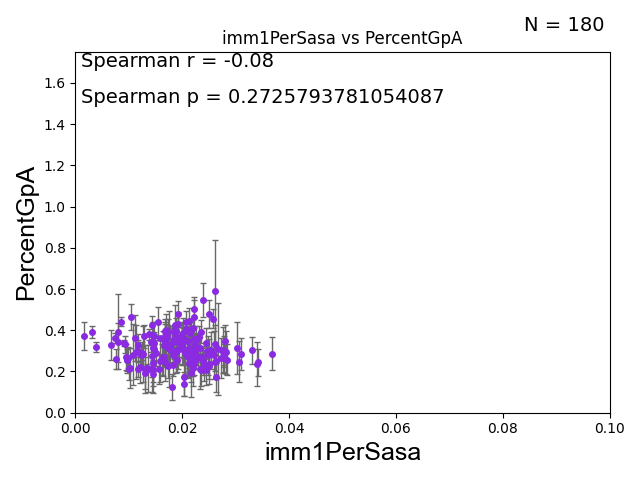 N = 180
imm1PerSasa vs PercentGpA
Spearman r = -0.08
Spearman p = 0.2725793781054087
PercentGpA
1.6
1.4
1.2
1.0
0.8
0.6
0.4
0.2
0.0
0.00 0.02 0.04 0.06 0.08 0.10
imm1PerSasa